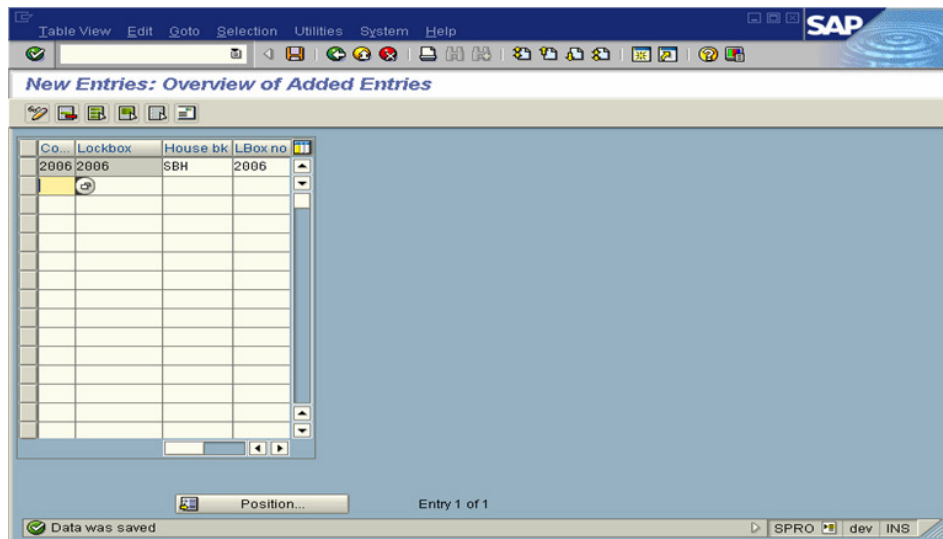 Table View Edit Goto Selection Utilities System Help
SAP
New Entries: Overview of Added Entries
Co... Lockbox House bk LBox no
2006 2006 SBH 2006
Position... Entry 1 of 1
Data was saved SPRO dev INS